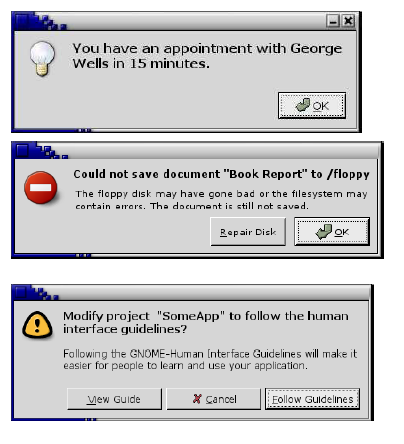 You have an appointment with George
Wells in 15 minutes.
OK
Could not save document "Book Report" to /floppy
The floppy disk may have gone bad or the filesystem may
contain errors. The document is still not saved.
Repair Disk
OK
Modify project "SomeApp" to follow the human
interface guidelines?
Following the GNOME-Human Interface Guidelines will make it
easier for people to learn and use your application.
View Guide
Cancel
Follow Guidelines